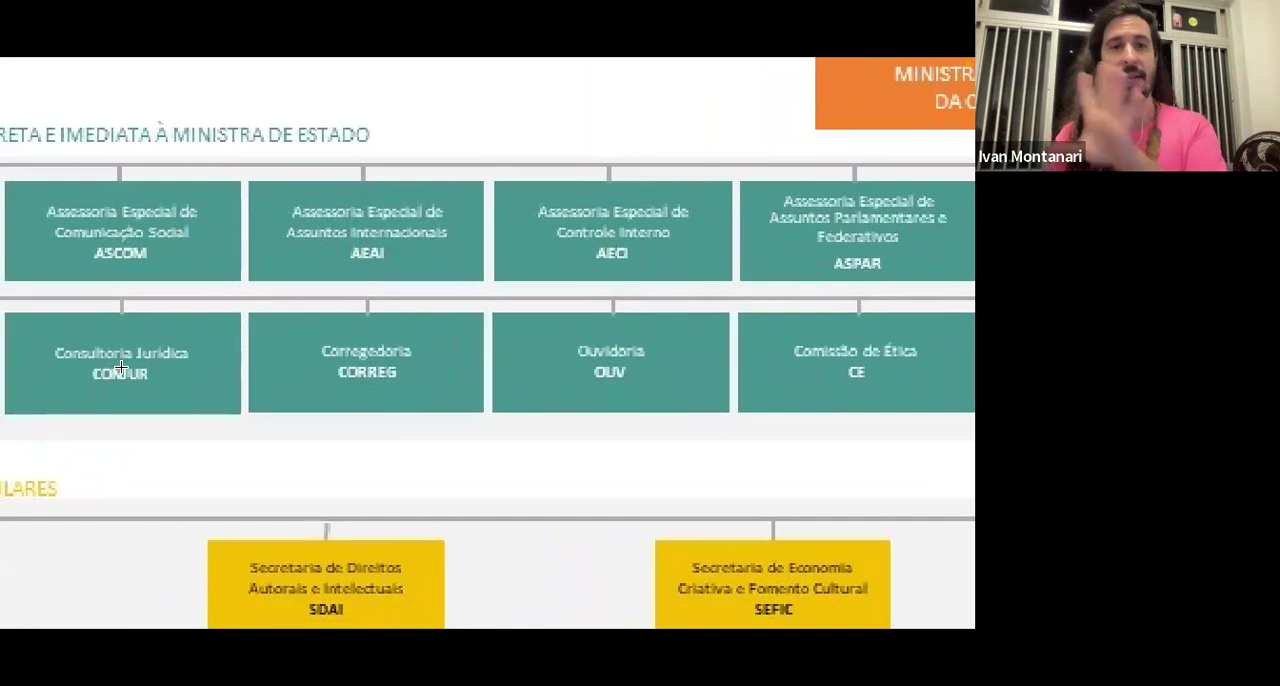 MINISTR
DA
RETA E IMEDIATA À MINISTRA DE ESTADO
Assessoria Especial de
Comunicação Social
ASCOM
Assessoria Especial de
Assuntos Internacionais
AEAI
Assessoria Especial de
Controle Interno
AECI
Assessoria Especial de
Assuntos Parlamentares e
Federativos
ASPAR
Consultoria Jurídica
CONJUR
Corregedoria
CORREG
Ouvidoria
OUV
Comissão de Ética
CE
LARES
Secretaria de Direitos
Autorais e Intelectuais
SDAI
Secretaria de Economia
Criativa e Fomento Cultural
SEFIC
Ivan Montanari